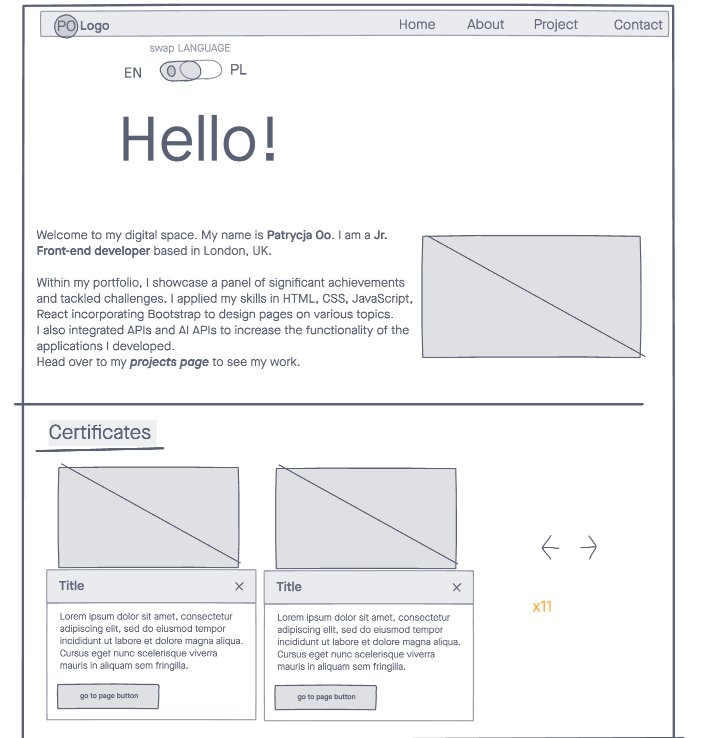 PO Logo
Home About Project Contact
swap LANGUAGE
EN PL
Hello!
Welcome to my digital space. My name is Patrycja Oo. I am a Jr.
Front-end developer based in London, UK.
Within my portfolio, I showcase a panel of significant achievements
and tackled challenges. I applied my skills in HTML, CSS, JavaScript,
React incorporating Bootstrap to design pages on various topics.
I also integrated APIs and AI APIs to increase the functionality of the
applications I developed.
Head over to my projects page to see my work.
Certificates
Title
Lorem ipsum dolor sit amet, consectetur
adipiscing elit, sed do eiusmod tempor
incididunt ut labore et dolore magna aliqua.
Cursus eget nunc scelerisque viverra
mauris in aliquam sem fringilla.
go to page button
Title
Lorem ipsum dolor sit amet, consectetur
adipiscing elit, sed do eiusmod tempor
incididunt ut labore et dolore magna aliqua.
Cursus eget nunc scelerisque viverra
mauris in aliquam sem fringilla.
go to page button
x11